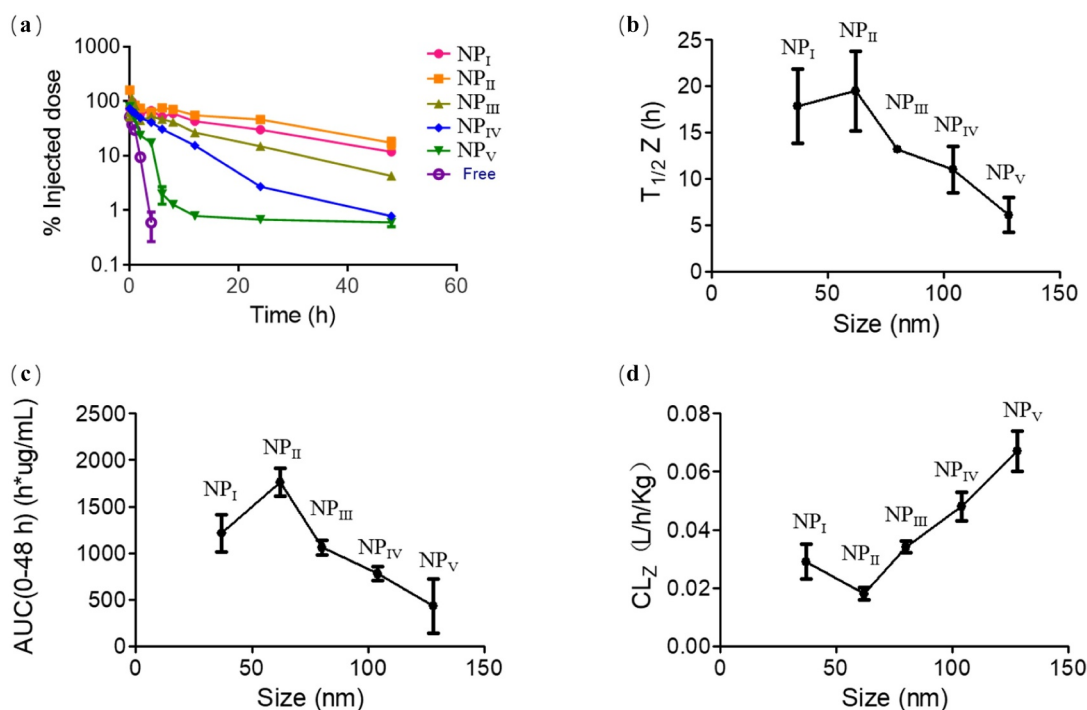 (a)
1000
100
10
1
0.1
% Injected dose
0
20
40
60
Time (h)
NPI
NPII
NPIII
NPIV
NPV
Free
(b)
25
20
15
10
5
0
T1/2 Z (h)
NPI
NPII
NPIII
NPIV
NPV
0
50
100
150
Size (nm)
(c)
2500
2000
1500
1000
500
0
AUC(0-48 h) (h*ug/mL)
NPI
NPII
NPIII
NPIV
NPV
0
50
100
150
Size (nm)
(d)
0.08
0.06
0.04
0.02
0.00
CLZ (L/h/Kg)
NPI
NPII
NPIII
NPIV
NPV
0
50
100
150
Size (nm)